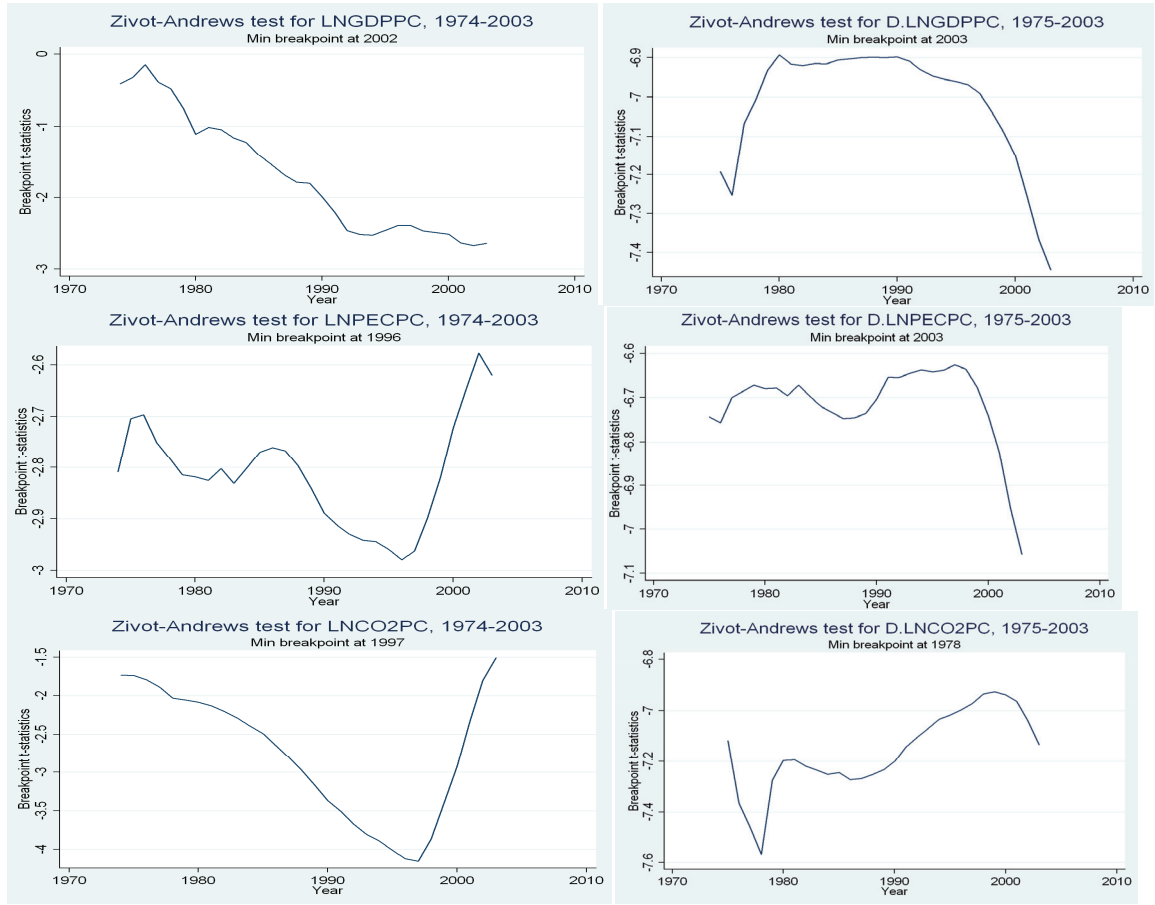 Zivot-Andrews test for LNGDPPC, 1974-2003
Min breakpoint at 2002
Breakpoint t-statistics
0
-1
-2
-3
1970 1980 1990 2000 2010
Year
Zivot-Andrews test for D.LNGDPPC, 1975-2003
Min breakpoint at 2003
Breakpoint t-statistics
-6.9
-7
-7.1
-7.2
-7.3
-7.4
1970 1980 1990 2000 2010
Year
Zivot-Andrews test for LNPECPC, 1974-2003
Min breakpoint at 1996
Breakpoint :-statistics
-2.6
-2.7
-2.8
-2.9
-3
1970 1980 1990 2000 2010
Year
Zivot-Andrews test for D.LNPECPC, 1975-2003
Min breakpoint at 2003
Breakpoint :-statistics
-6.6
-6.7
-6.8
-6.9
-7
-7.1
1970 1980 1990 2000 2010
Year
Zivot-Andrews test for LNCO2PC, 1974-2003
Min breakpoint at 1997
Breakpoint t-statistics
-1.5
-2
-2.5
-3
-3.5
-4
1970 1980 1990 2000 2010
Year
Zivot-Andrews test for D.LNCO2PC, 1975-2003
Min breakpoint at 1978
Breakpoint t-statistics
-6.8
-7
-7.2
-7.4
-7.6
1970 1980 1990 2000 2010
Year